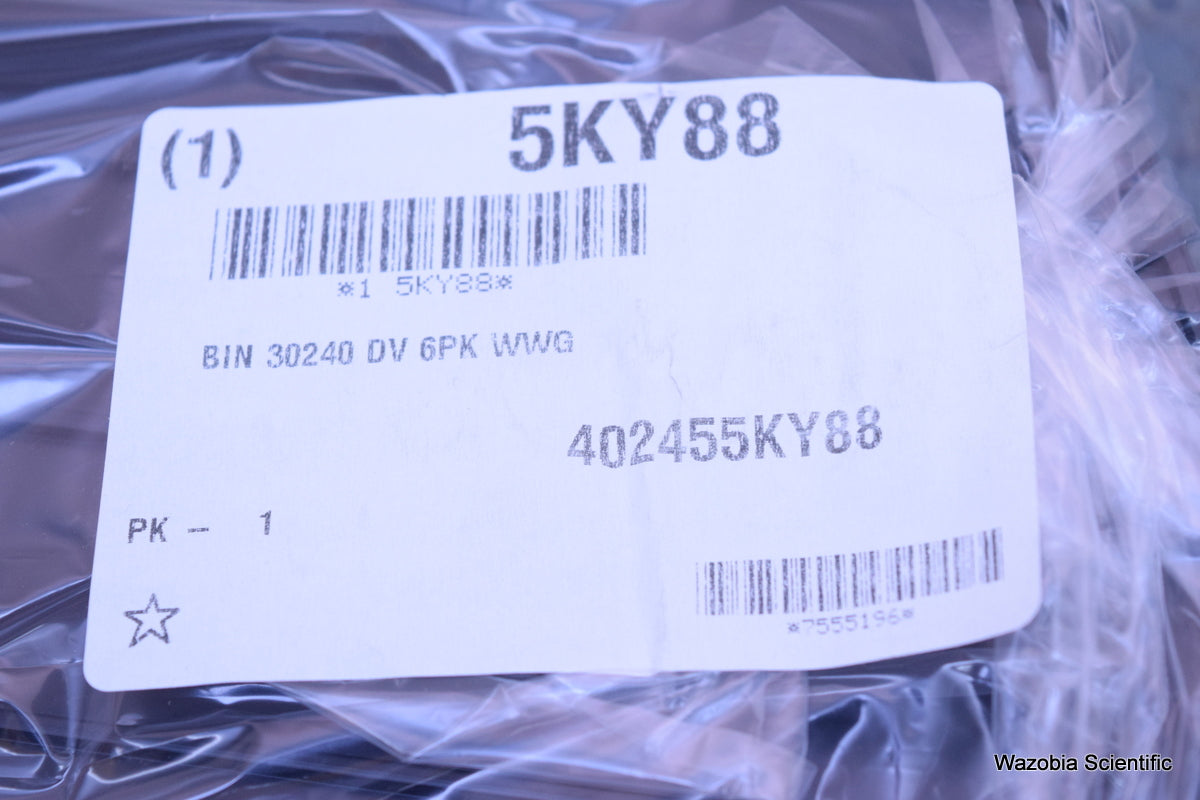 (1) 5KY88
*1 5KY88*
BIN 30240 DV 6PK WWG
402455KY88
PK - 1
*7555196*
Wazobia Scientific